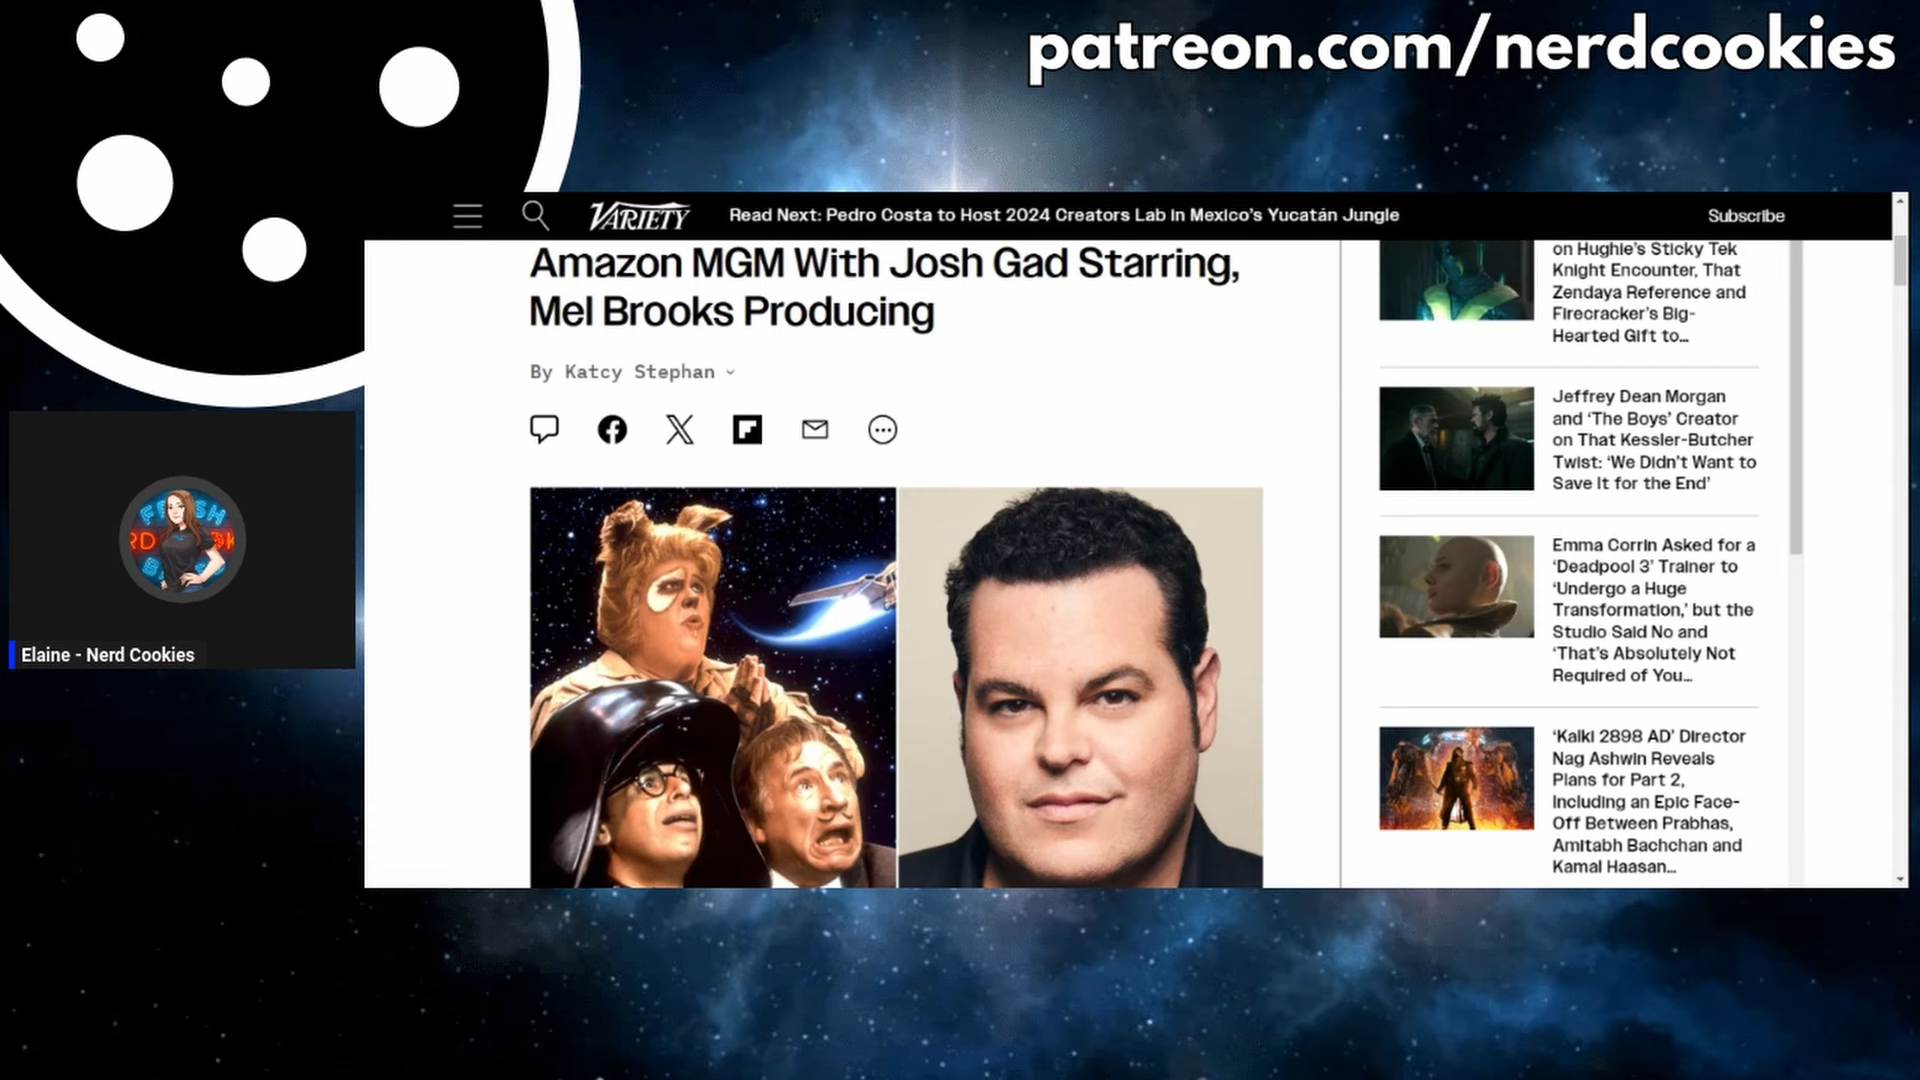 patreon.com/nerdcookies
VARIETY
Read Next: Pedro Costa to Host 2024 Creators Lab in Mexico's Yucatán Jungle
Subscribe
Amazon MGM With Josh Gad Starring,
Mel Brooks Producing
By Katcy Stephan
on Hughie's Sticky Tek
Knight Encounter, That
Zendaya Reference and
Firecracker's Big-
Hearted Gift to...
Jeffrey Dean Morgan
and 'The Boys' Creator
on That Kessler-Butcher
Twist: 'We Didn't Want to
Save It for the End'
Emma Corrin Asked for a
'Deadpool 3' Trainer to
'Undergo a Huge
Transformation,' but the
Studio Said No and
'That's Absolutely Not
Required of You...
'Kalki 2898 AD' Director
Nag Ashwin Reveals
Plans for Part 2,
Including an Epic Face-
Off Between Prabhas,
Amitabh Bachchan and
Kamal Haasan...
Elaine - Nerd Cookies